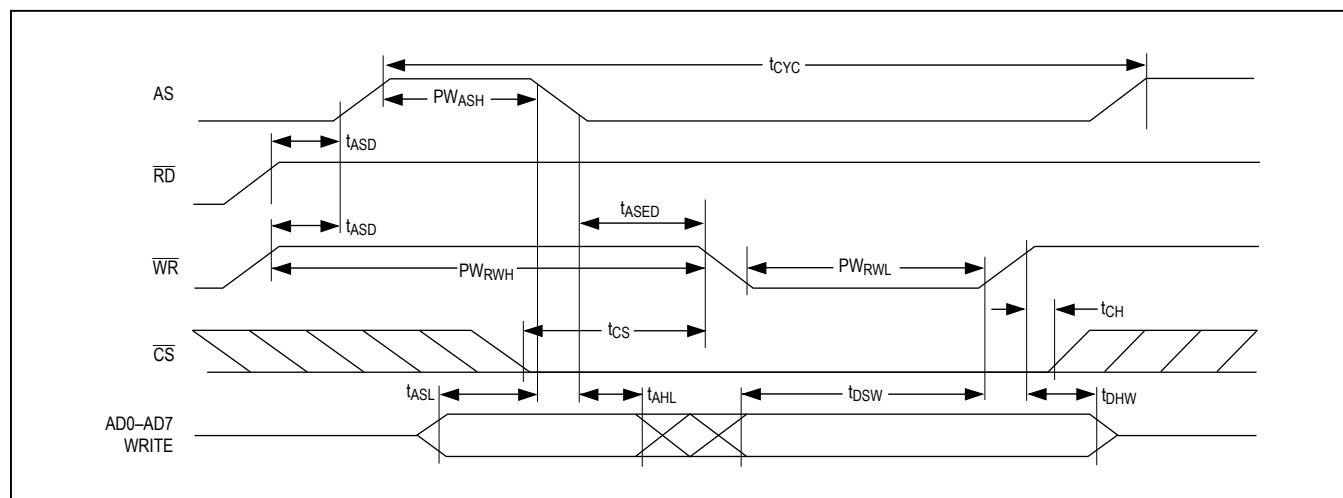 tCYC
AS
PWASH
tASD
RD
tASED
tASD
WR
PWRWH
PWRWL
tCH
tCS
CS
tASL
tAHL
tDSW
tDHW
AD0–AD7
WRITE